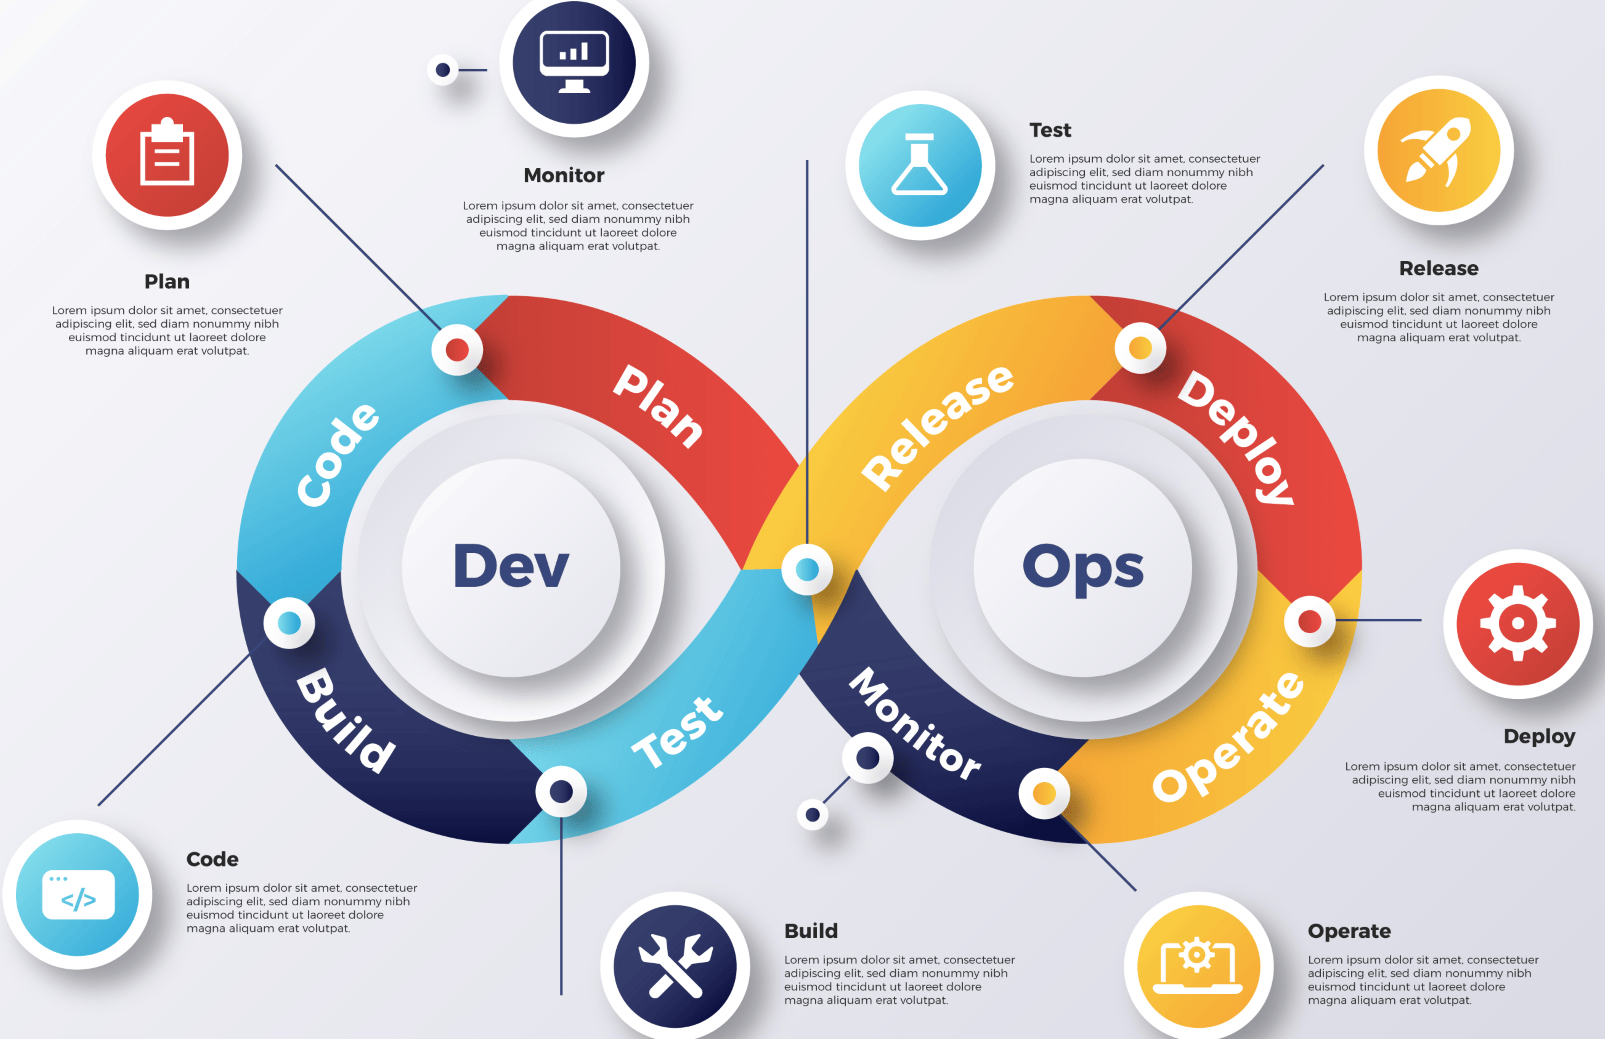 Monitor
Lorem ipsum dolor sit amet, consectetuer
adipiscing elit, sed diam nonummy nibh
euismod tincidunt ut laoreet dolore
magna aliquam erat volutpat.
Test
Lorem ipsum dolor sit amet, consectetuer
adipiscing elit, sed diam nonummy nibh
euismod tincidunt ut laoreet dolore
magna aliquam erat volutpat.
Plan
Lorem ipsum dolor sit amet, consectetuer
adipiscing elit, sed diam nonummy nibh
euismod tincidunt ut laoreet dolore
magna aliquam erat volutpat.
Release
Lorem ipsum dolor sit amet, consectetuer
adipiscing elit, sed diam nonummy nibh
euismod tincidunt ut laoreet dolore
magna aliquam erat volutpat.
Code
Plan
Release
Deploy
Dev
Ops
Build
Test
Monitor
Operate
Deploy
Lorem ipsum dolor sit amet, consectetuer
adipiscing elit, sed diam nonummy nibh
euismod tincidunt ut laoreet dolore
magna aliquam erat volutpat.
</>
Code
Lorem ipsum dolor sit amet, consectetuer
adipiscing elit, sed diam nonummy nibh
euismod tincidunt ut laoreet dolore
magna aliquam erat volutpat.
Build
Lorem ipsum dolor sit amet, consectetuer
adipiscing elit, sed diam nonummy nibh
euismod tincidunt ut laoreet dolore
magna aliquam erat volutpat.
Operate
Lorem ipsum dolor sit amet, consectetuer
adipiscing elit, sed diam nonummy nibh
euismod tincidunt ut laoreet dolore
magna aliquam erat volutpat.